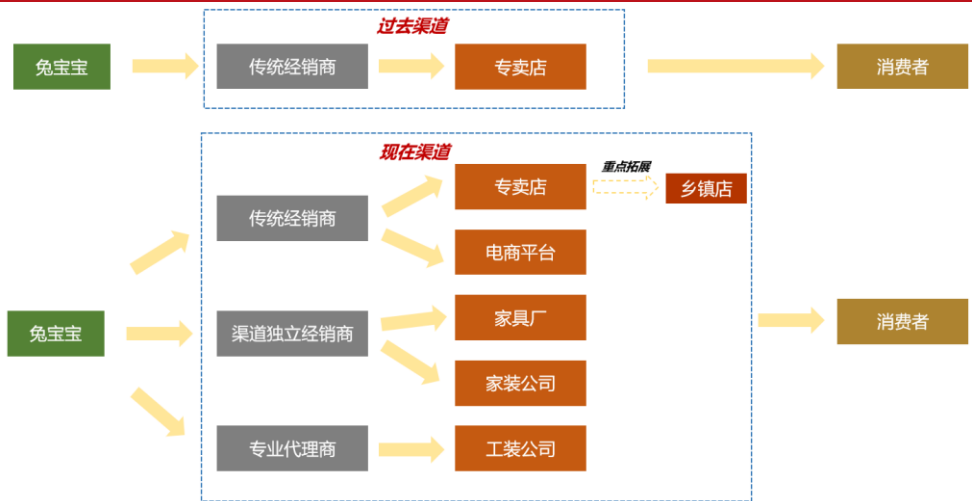 过去渠道
兔宝宝
传统经销商
专卖店
消费者
现在渠道
重点拓展
专卖店
乡镇店
传统经销商
电商平台
家具厂
兔宝宝
渠道独立经销商
消费者
家装公司
专业代理商
工装公司